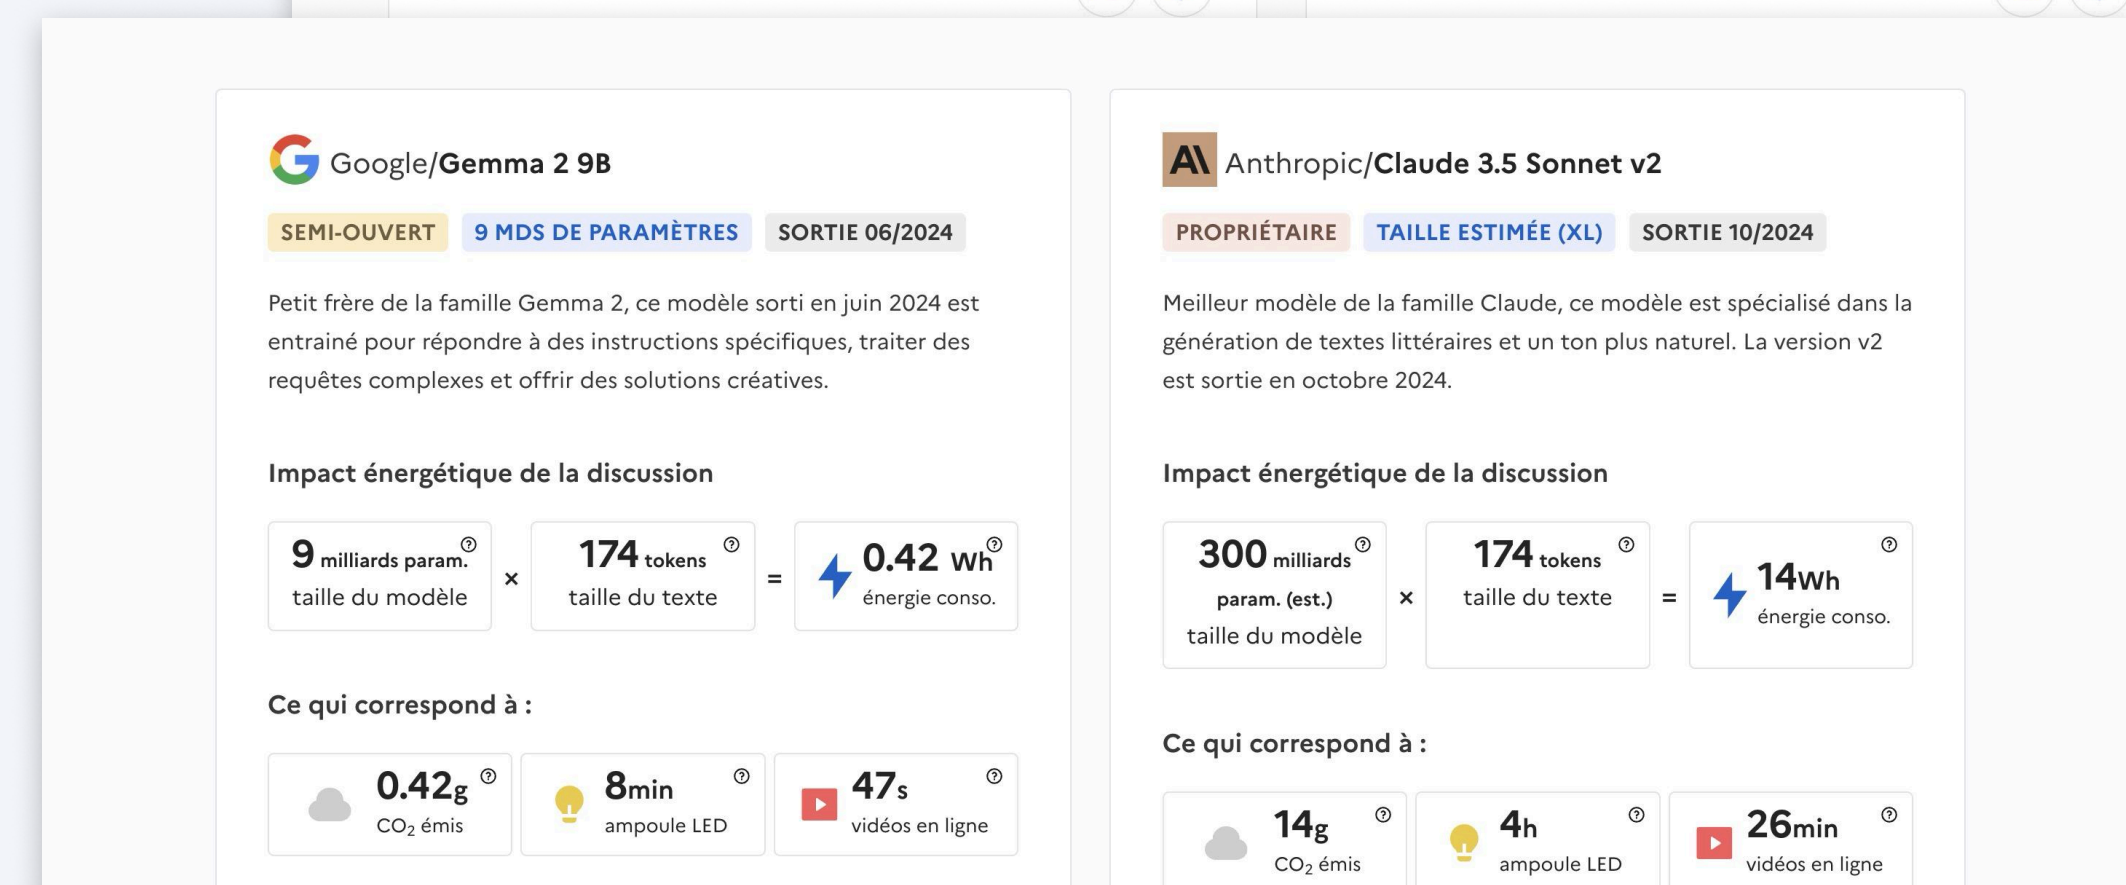 Google/Gemma 2 9B
SEMI-OUVERT
9 MDS DE PARAMÈTRES
SORTIE 06/2024
Petit frère de la famille Gemma 2, ce modèle sorti en juin 2024 est
entrainé pour répondre à des instructions spécifiques, traiter des
requêtes complexes et offrir des solutions créatives.
Impact énergétique de la discussion
9 milliards param.
taille du modèle
×
174 tokens
taille du texte
=
0.42 Wh
énergie conso.
Ce qui correspond à :
0.42g
CO₂ émis
8min
ampoule LED
47s
vidéos en ligne
Anthropic/Claude 3.5 Sonnet v2
PROPRIÉTAIRE
TAILLE ESTIMÉE (XL)
SORTIE 10/2024
Meilleur modèle de la famille Claude, ce modèle est spécialisé dans la
génération de textes littéraires et un ton plus naturel. La version v2
est sortie en octobre 2024.
Impact énergétique de la discussion
300 milliards
param. (est.)
taille du modèle
×
174 tokens
taille du texte
=
14Wh
énergie conso.
Ce qui correspond à :
14g
CO₂ émis
4h
ampoule LED
26min
vidéos en ligne